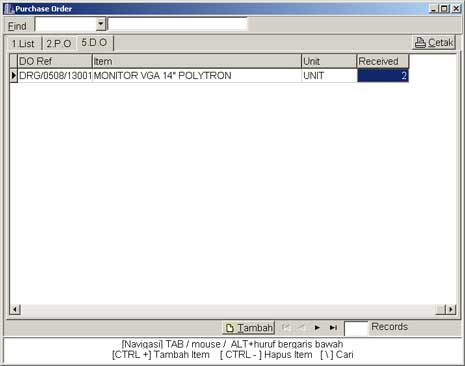 Purchase Order
Find
1.List 2.P.O 5.D.O Cetak
DO Ref Item Unit Received
DRG/0508/13001 MONITOR VGA 14" POLYTRON UNIT 2
Tambah Records
[Navigasi] TAB / mouse / ALT+huruf bergaris bawah
[CTRL +] Tambah Item [ CTRL - ] Hapus Item [ \ ] Cari